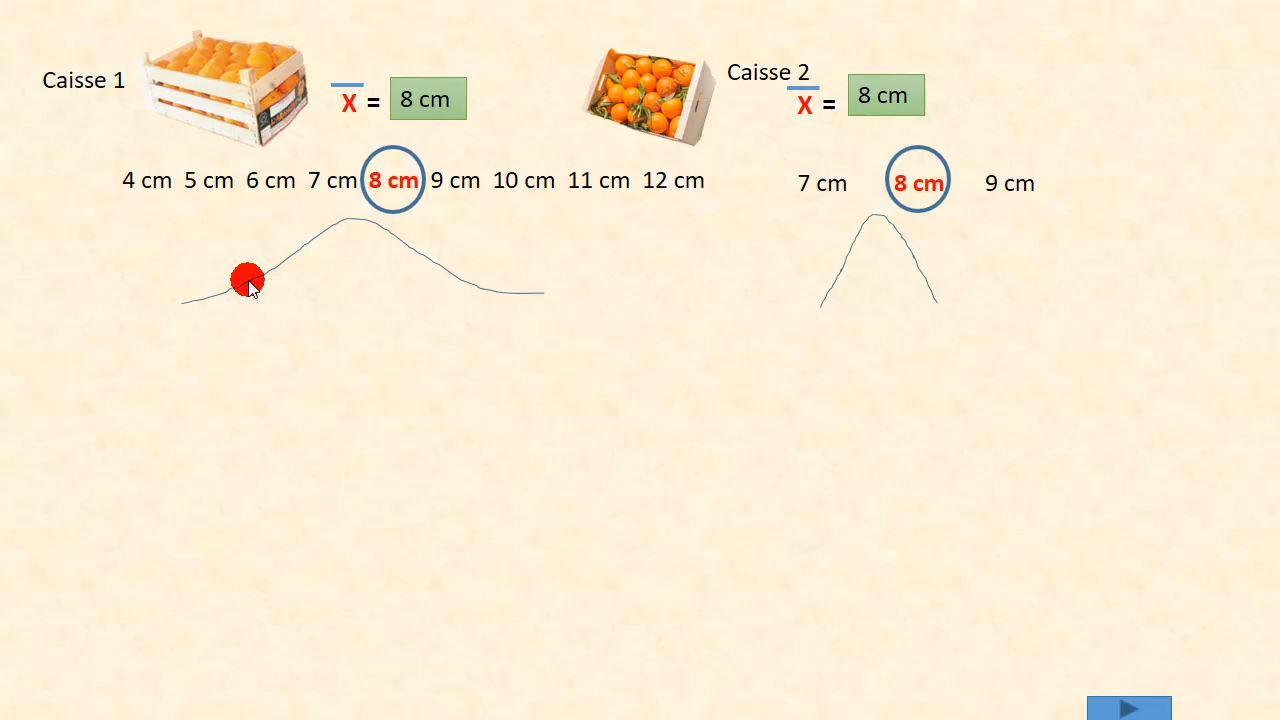 Caisse 1
X̅ = 8 cm
Caisse 2
X̅ = 8 cm
4 cm 5 cm 6 cm 7 cm 8 cm 9 cm 10 cm 11 cm 12 cm
7 cm 8 cm 9 cm